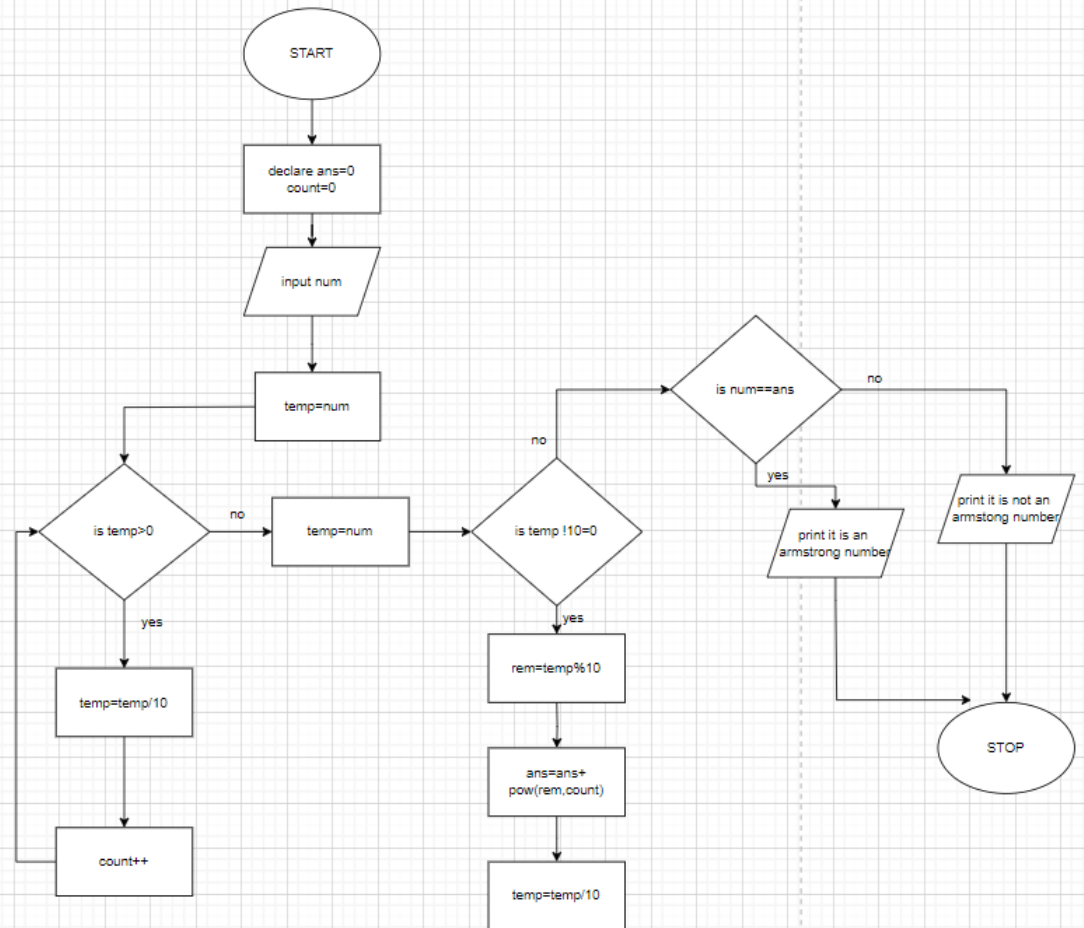 START
declare ans=0
count=0
input num
temp=num
is temp>0
no
temp=num
is temp !10=0
no
is num==ans
no
yes
print it is an
armstrong number
print it is not an
armstong number
STOP
yes
temp=temp/10
count++
yes
rem=temp%10
ans=ans+
pow(rem,count)
temp=temp/10